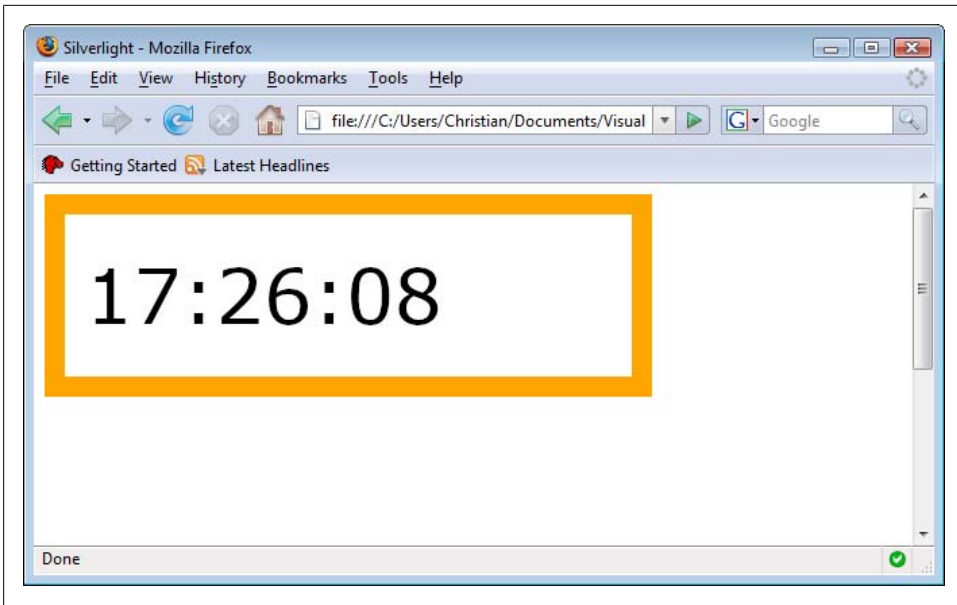 Silverlight - Mozilla Firefox
File Edit View History Bookmarks Tools Help
file:///C:/Users/Christian/Documents/Visual G Google
Getting Started Latest Headlines
17:26:08
Done